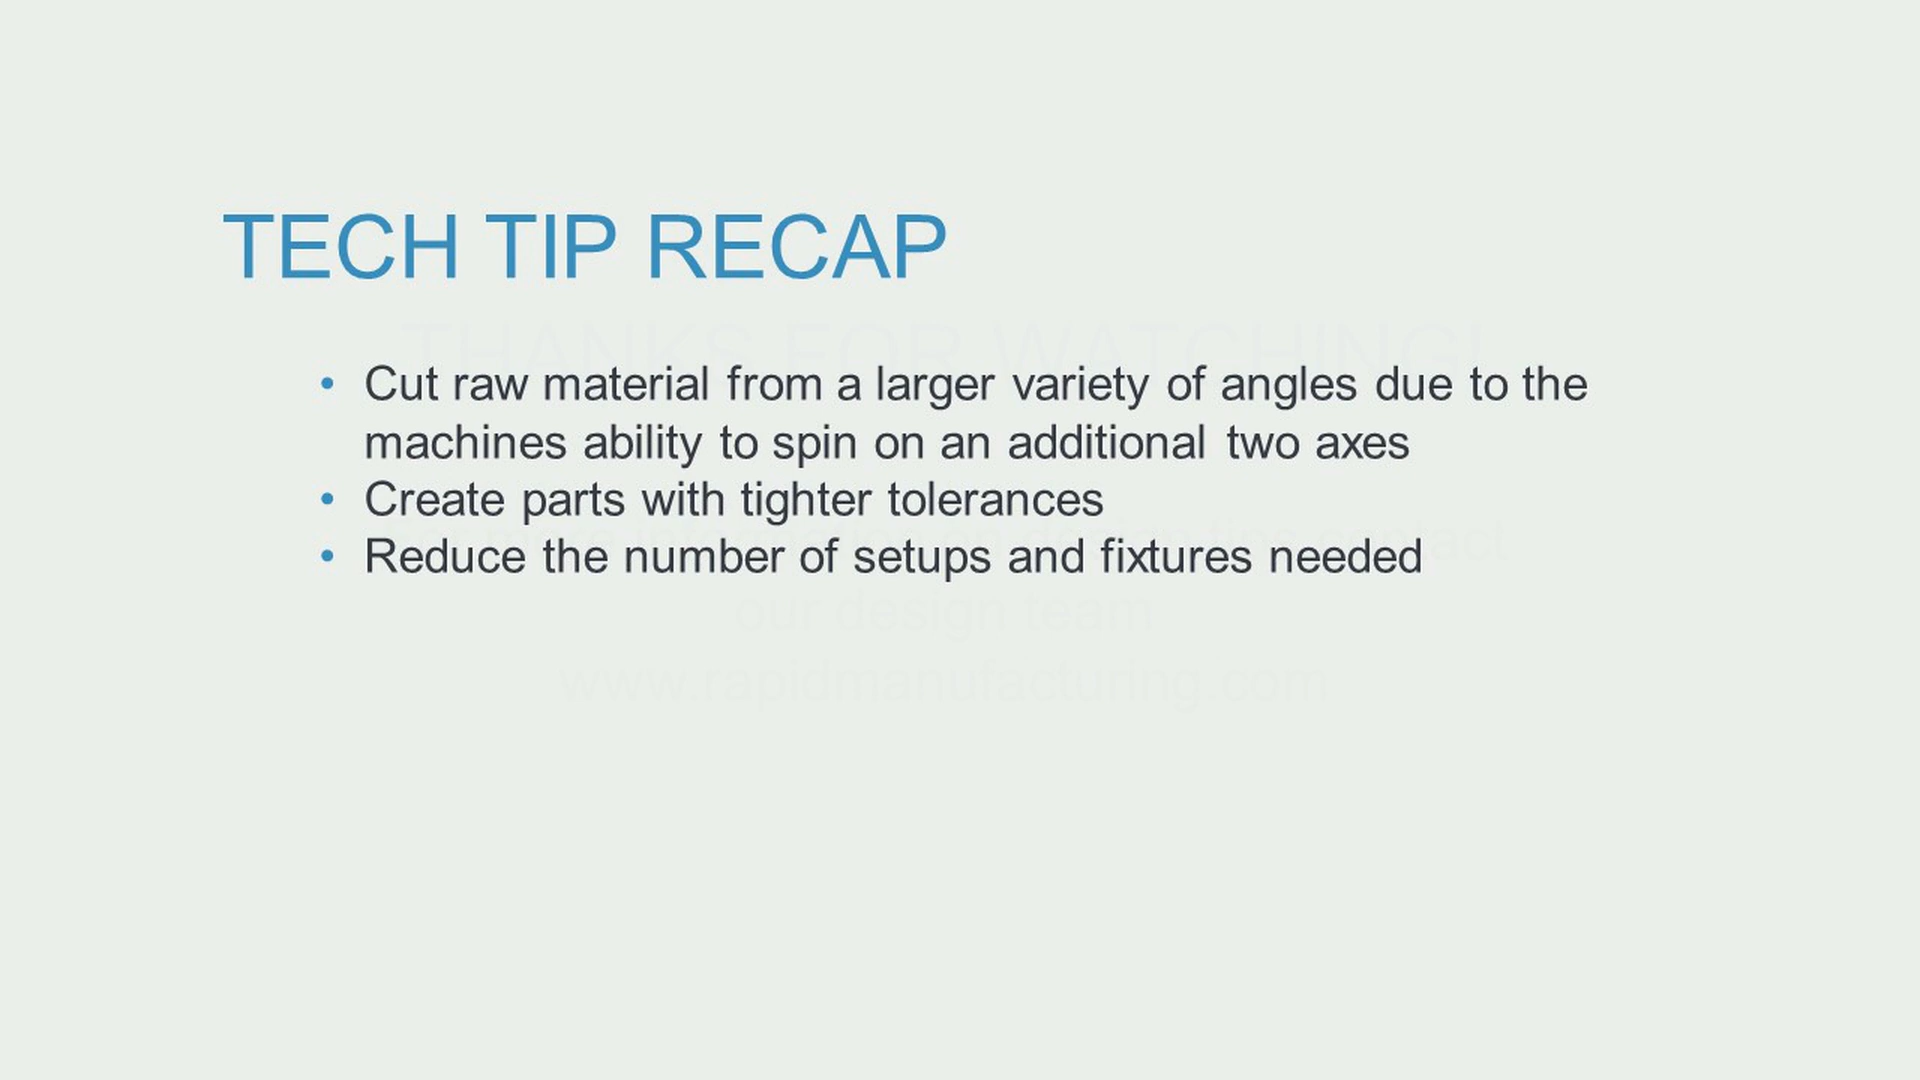 TECH TIP RECAP
THANKS FOR WATCHING!
• Cut raw material from a larger variety of angles due to the
machines ability to spin on an additional two axes
• Create parts with tighter tolerances
contact
• Reduce the number of setups and fixtures needed
our design team
www.rapidmanufacturing.com